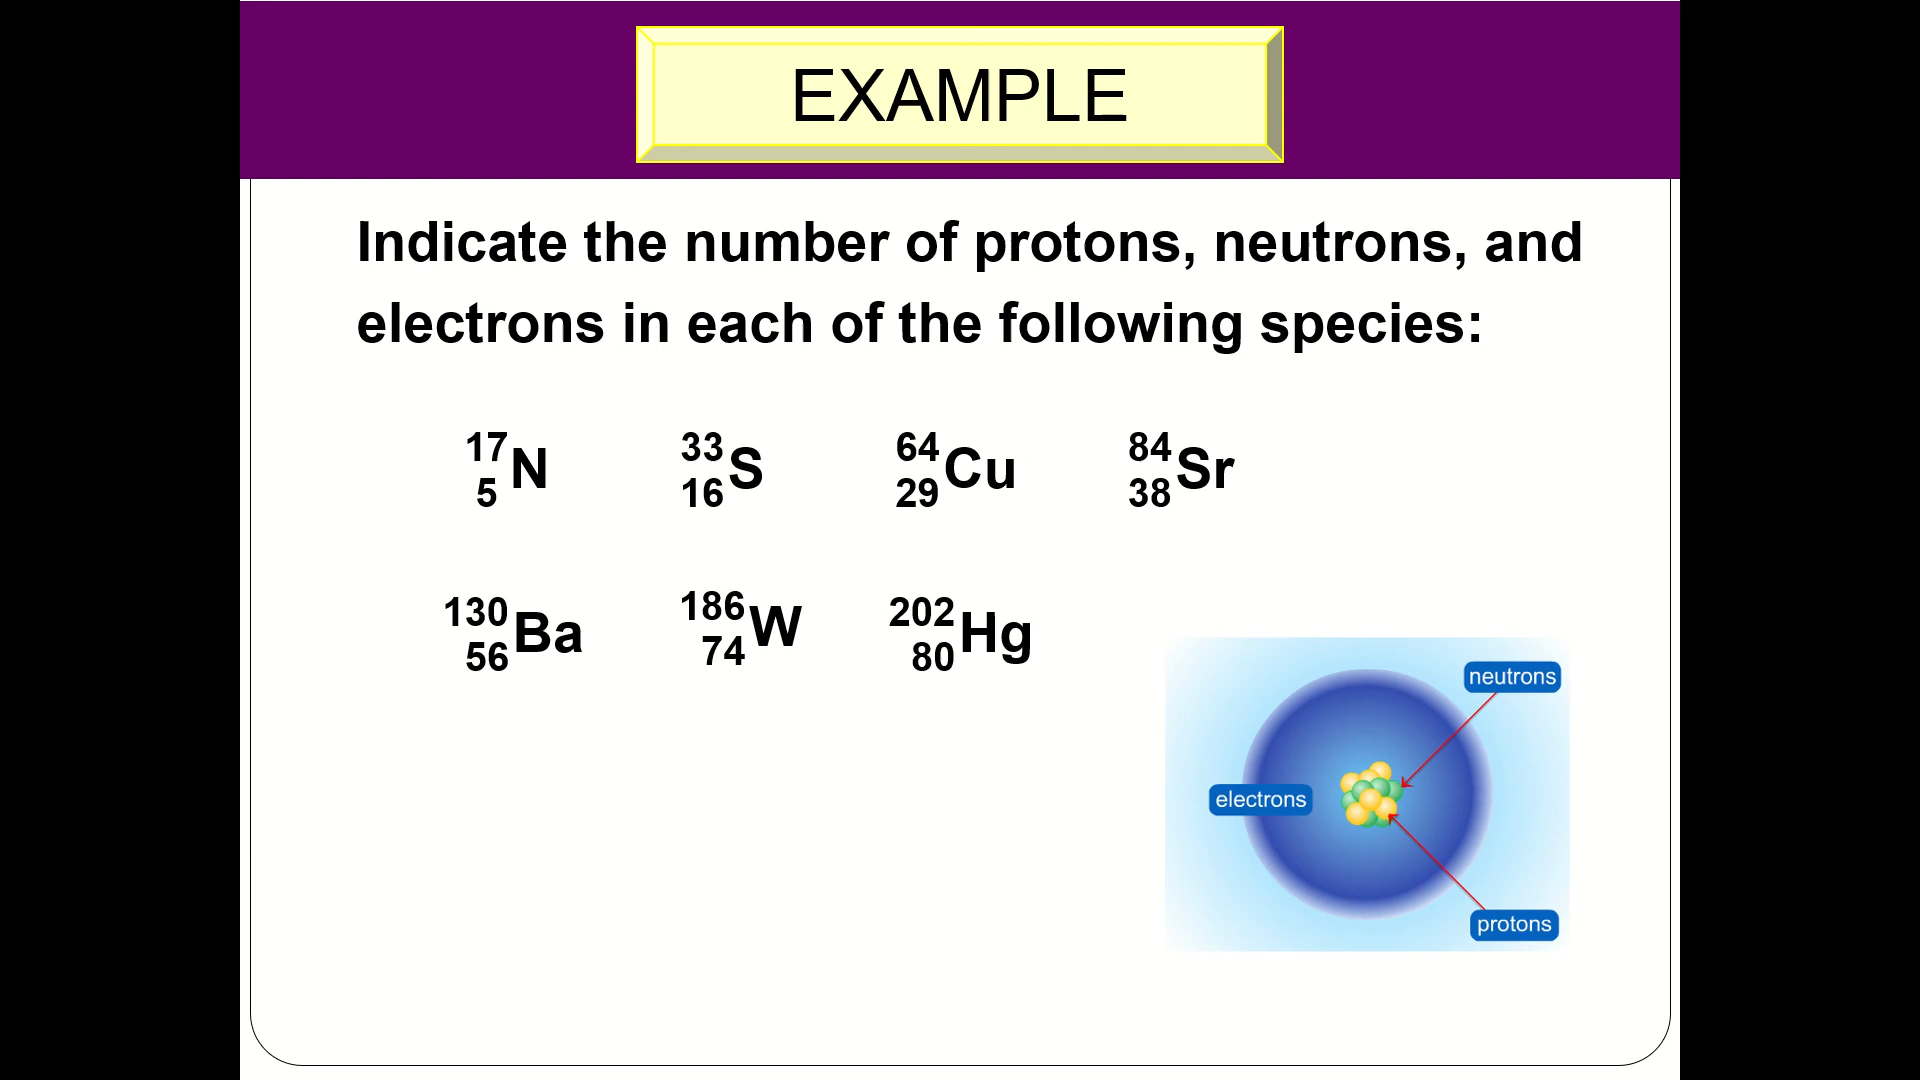 EXAMPLE
Indicate the number of protons, neutrons, and
electrons in each of the following species:
17 5 N 33 16 S 64 29 Cu 84 38 Sr
130 56 Ba 186 74 W 202 80 Hg
neutrons
electrons
protons